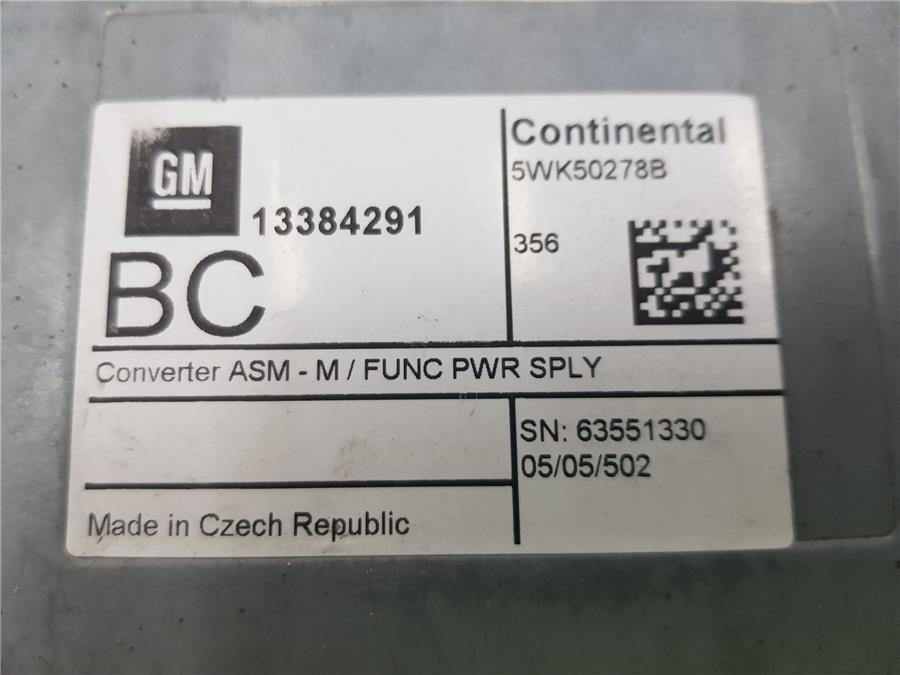 GM
13384291
BC
Continental
5WK50278B
356
Converter ASM - M / FUNC PWR SPLY
SN: 63551330
05/05/502
Made in Czech Republic